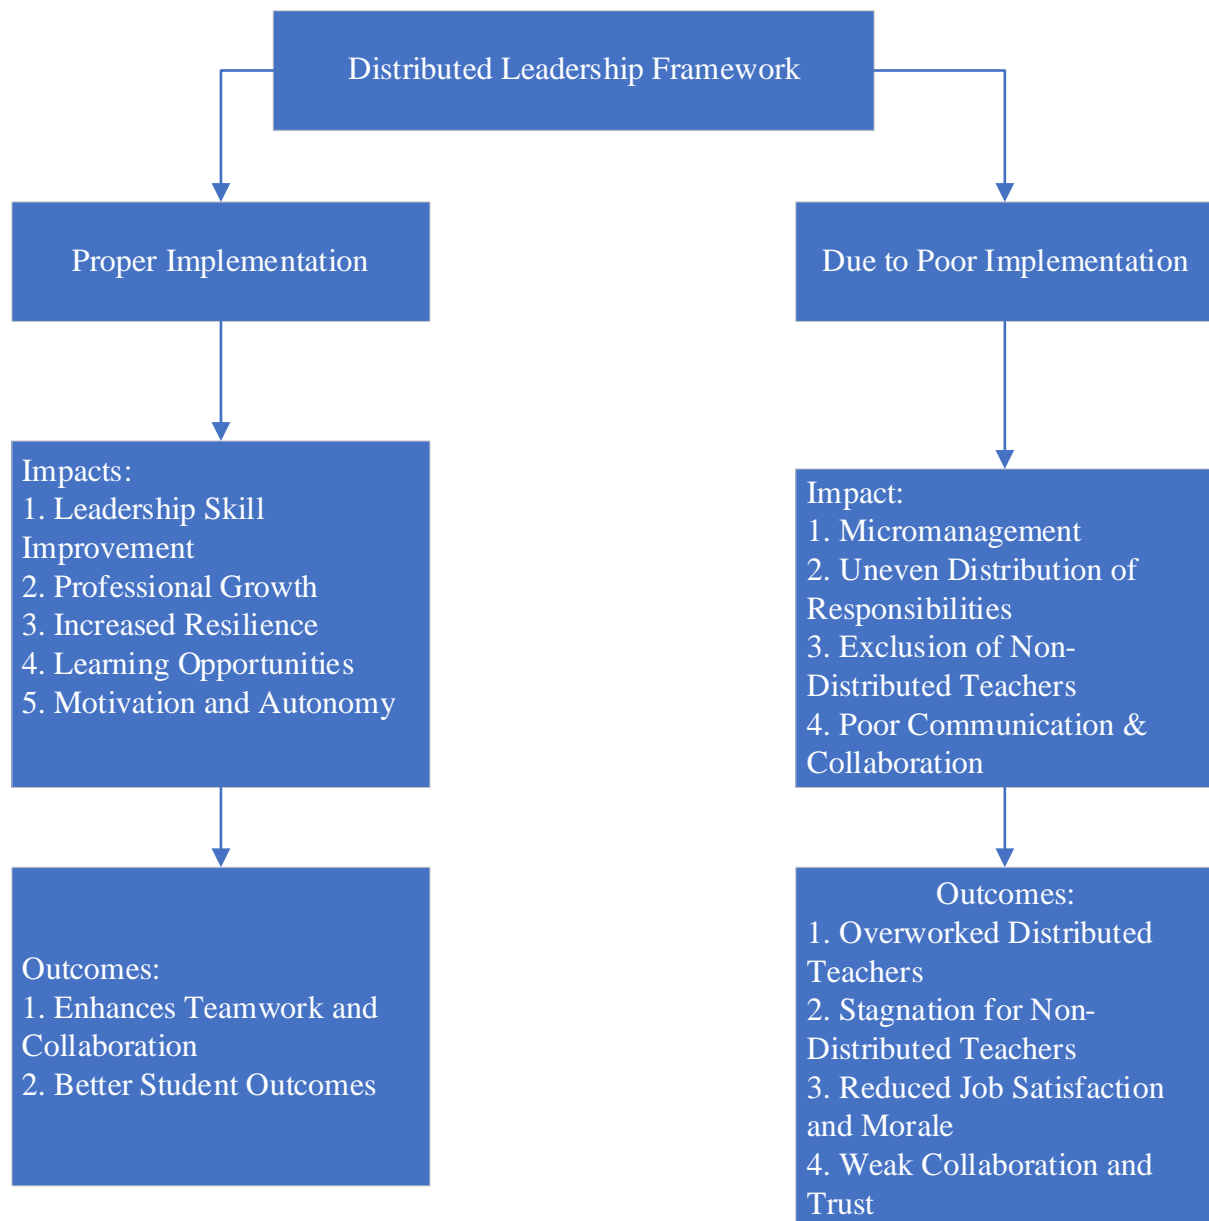 Distributed Leadership Framework
Proper Implementation
Due to Poor Implementation
Impacts:
1. Leadership Skill
Improvement
2. Professional Growth
3. Increased Resilience
4. Learning Opportunities
5. Motivation and Autonomy
Impact:
1. Micromanagement
2. Uneven Distribution of
Responsibilities
3. Exclusion of Non-
Distributed Teachers
4. Poor Communication &
Collaboration
Outcomes:
1. Enhances Teamwork and
Collaboration
2. Better Student Outcomes
Outcomes:
1. Overworked Distributed
Teachers
2. Stagnation for Non-
Distributed Teachers
3. Reduced Job Satisfaction
and Morale
4. Weak Collaboration and
Trust